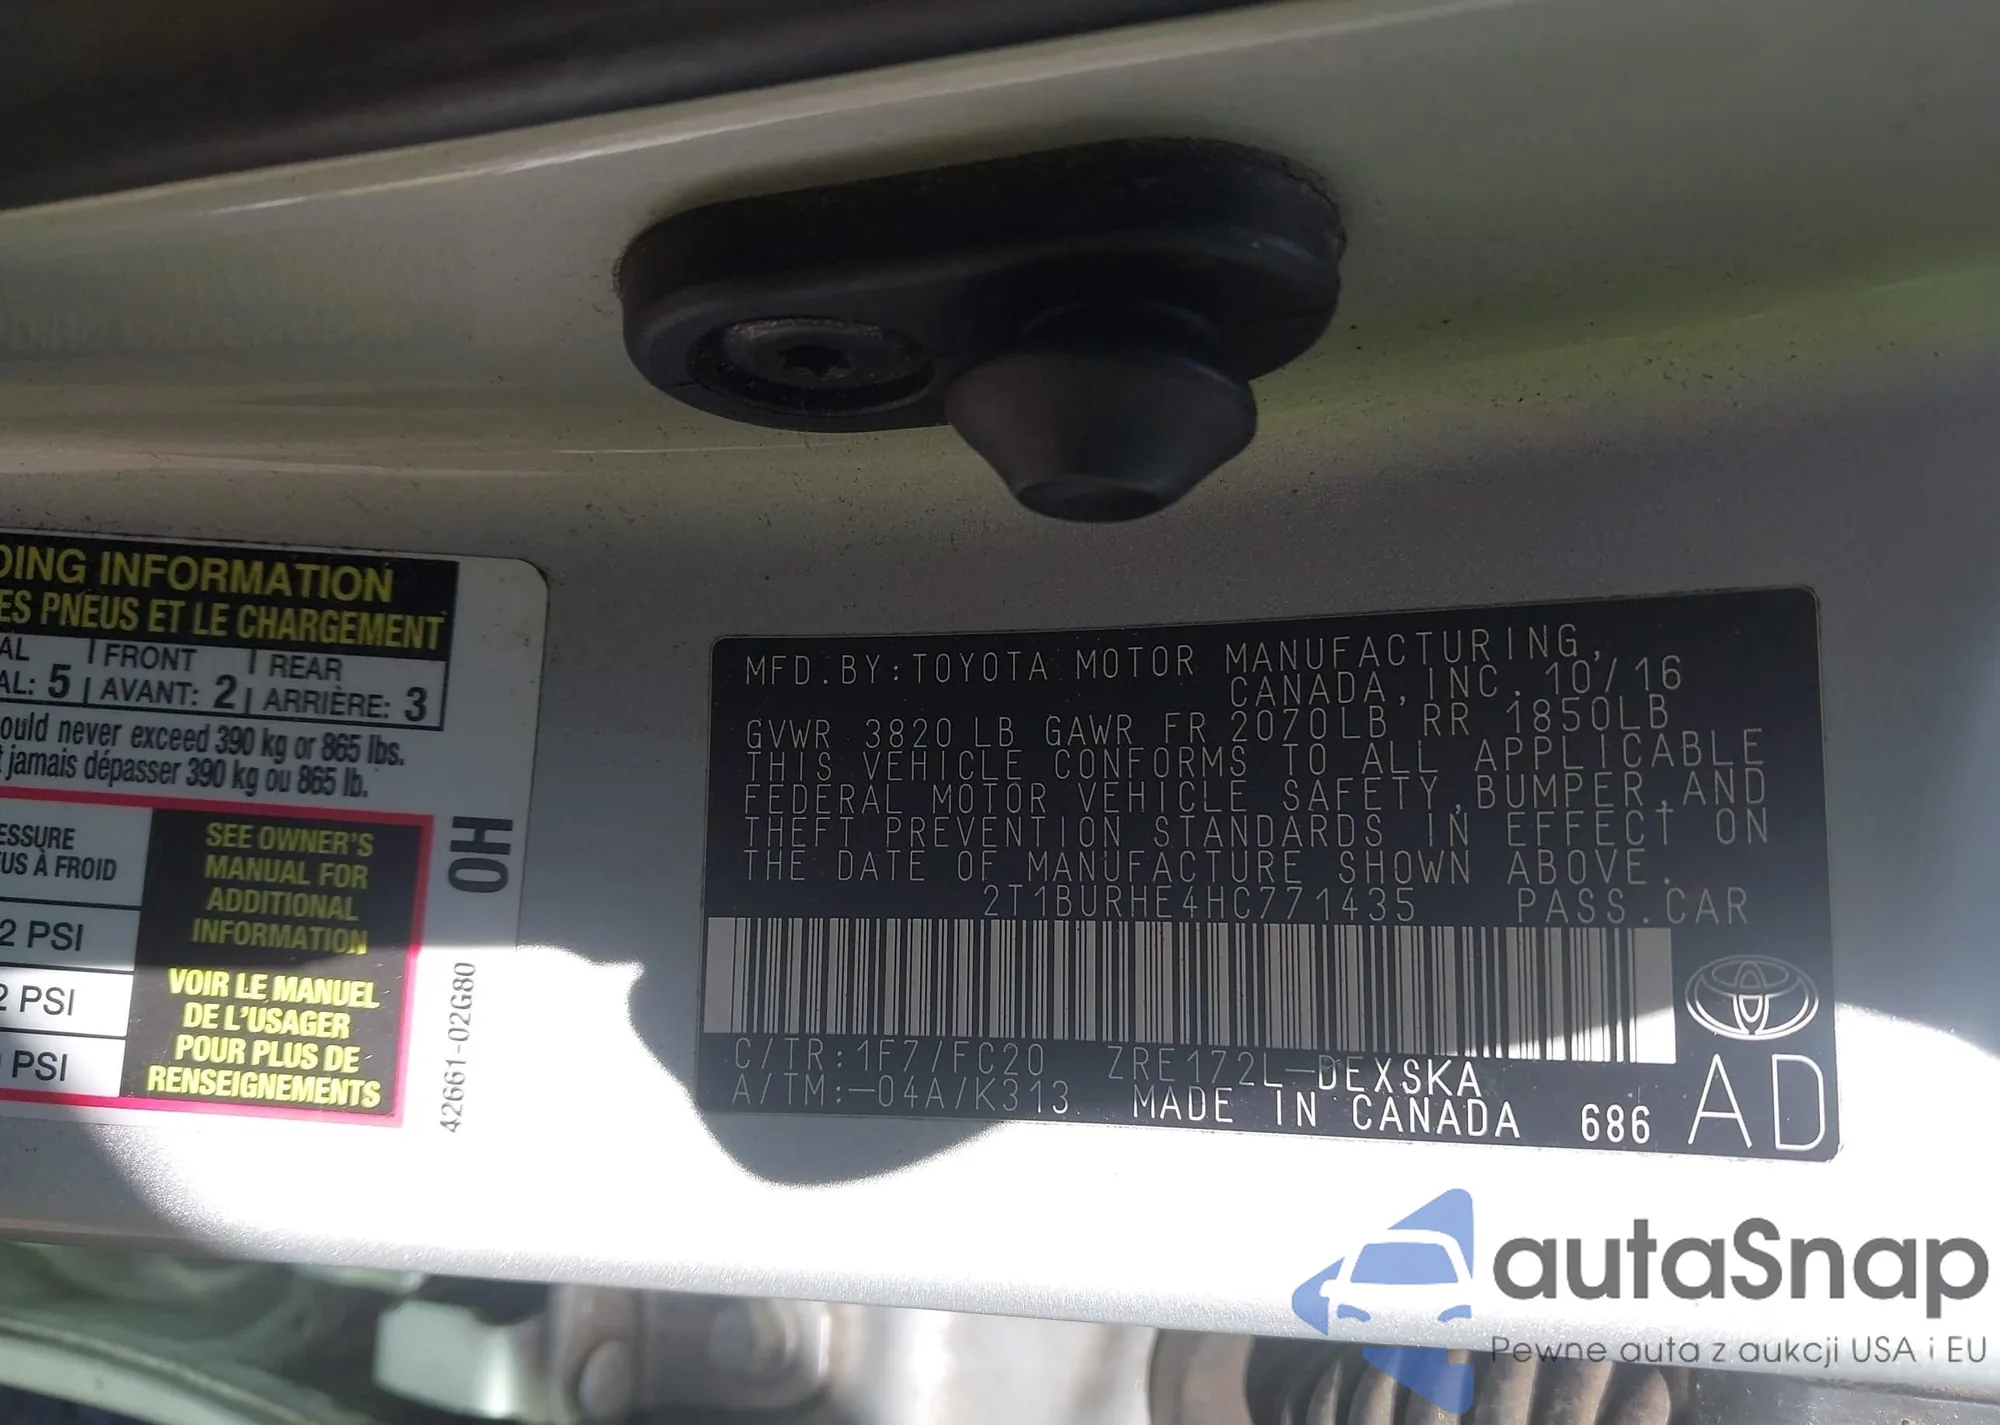 DING INFORMATION
ES PNEUS ET LE CHARGEMENT
AL | FRONT | REAR
AL: 5 | AVANT: 2 | ARRIÈRE: 3
ould never exceed 390 kg or 865 lbs.
t jamais dépasser 390 kg ou 865 lb.
ESSURE
US À FROID
2 PSI
2 PSI
PSI
SEE OWNER'S
MANUAL FOR
ADDITIONAL
INFORMATION
VOIR LE MANUEL
DE L'USAGER
POUR PLUS DE
RENSEIGNEMENTS
0H
42661-02G80
MFD.BY:TOYOTA MOTOR MANUFACTURING,
CANADA,INC. 10/16
GVWR 3820LB GAWR FR 2070LB RR 1850LB
THIS VEHICLE CONFORMS TO ALL APPLICABLE
FEDERAL MOTOR VEHICLE SAFETY,BUMPER,AND
THEFT PREVENTION STANDARDS IN EFFECT ON
THE DATE OF MANUFACTURE SHOWN ABOVE.
2T1BURHE4HC771435 PASS.CAR
C/TR:1F7/FC20 ZRE172L-DEXSKA
A/TM:-04A/K313 MADE IN CANADA 686
AD
autaSnap
Pewne auta z aukcji USA i EU